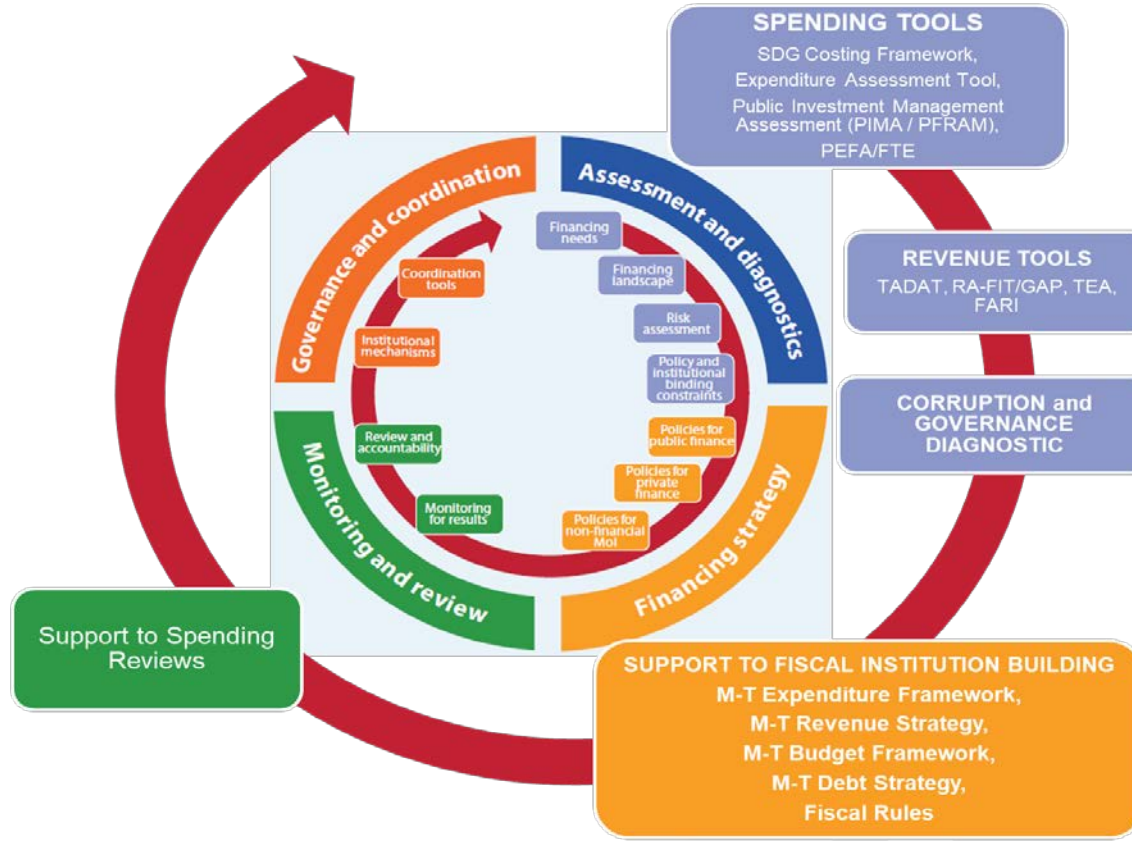 SPENDING TOOLS
SDG Costing Framework,
Expenditure Assessment Tool,
Public Investment Management
Assessment (PIMA / PFRAM),
PEFA/FTE
REVENUE TOOLS
TADAT, RA-FIT/GAP, TEA,
FARI
CORRUPTION and
GOVERNANCE
DIAGNOSTIC
SUPPORT TO FISCAL INSTITUTION BUILDING
M-T Expenditure Framework,
M-T Revenue Strategy,
M-T Budget Framework,
M-T Debt Strategy,
Fiscal Rules
Support to Spending
Reviews
Assessment and diagnostics
Financing
needs
Financing
landscape
Risk
assessment
Policy and
institutional
binding
constraints
Financing strategy
Policies for
public finance
Policies for
private
finance
Policies for
non-financial
MoI
Monitoring and review
Monitoring
for results
Review and
accountability
Governance and coordination
Institutional
mechanisms
Coordination
tools